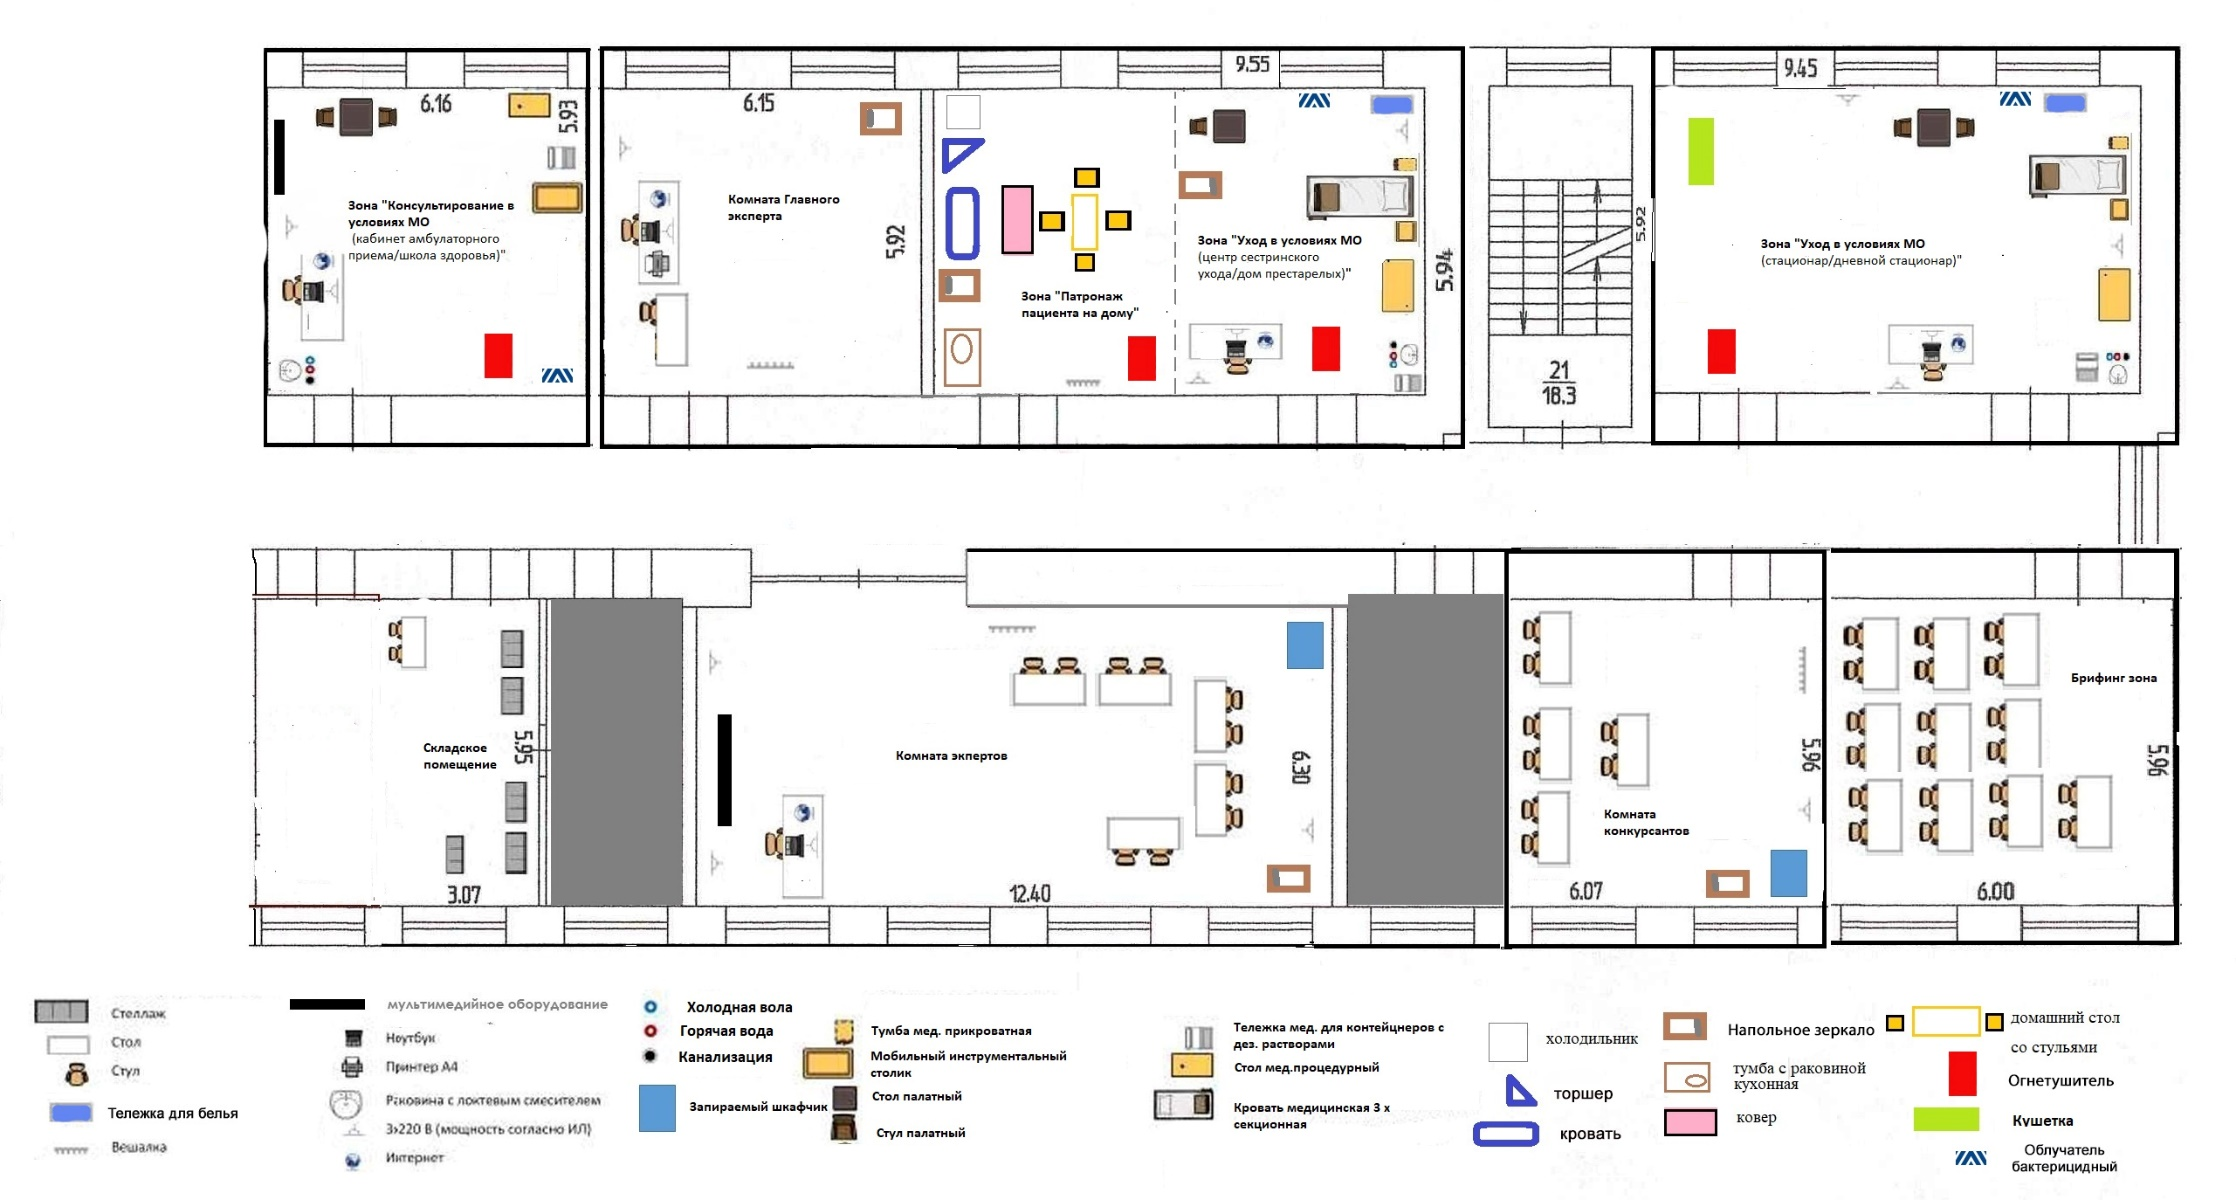 6.16
5.93
Зона "Консультирование в
условиях МО
(кабинет амбулаторного
приема/школа здоровья)"
6.15
Комната Главного
эксперта
5.92
9.55
Зона "Патронаж
пациента на дому"
Зона "Уход в условиях МО
(центр сестринского
ухода/дом престарелых)"
5.94
21
18.3
5.92
9.45
Зона "Уход в условиях МО
(стационар/дневной стационар)"
Складское
помещение
5.95
3.07
Комната экпертов
6.30
12.40
Комната
конкурсантов
5.96
6.07
Брифинг зона
5.96
6.00
Стеллаж
Стол
Стул
Тележка для белья
Вешалка
мультимедийное оборудование
Ноутбук
Принтер А4
Раковина с локтевым смесителем
3х220 В (мощность согласно ИЛ)
Интернет
Холодная вола
Горячая вода
Канализация
Запираемый шкафчик
Тумба мед. прикроватная
Мобильный инструментальный
столик
Стол палатный
Стул палатный
Тележка мед. для контейцнеров с
дез. растворами
Стол мед.процедурный
Кровать медицинская 3 х
секционная
холодильник
торшер
кровать
Напольное зеркало
тумба с раковиной
кухонная
ковер
домашний стол
со стульями
Огнетушитель
Кушетка
Облучатель
бактерицидный